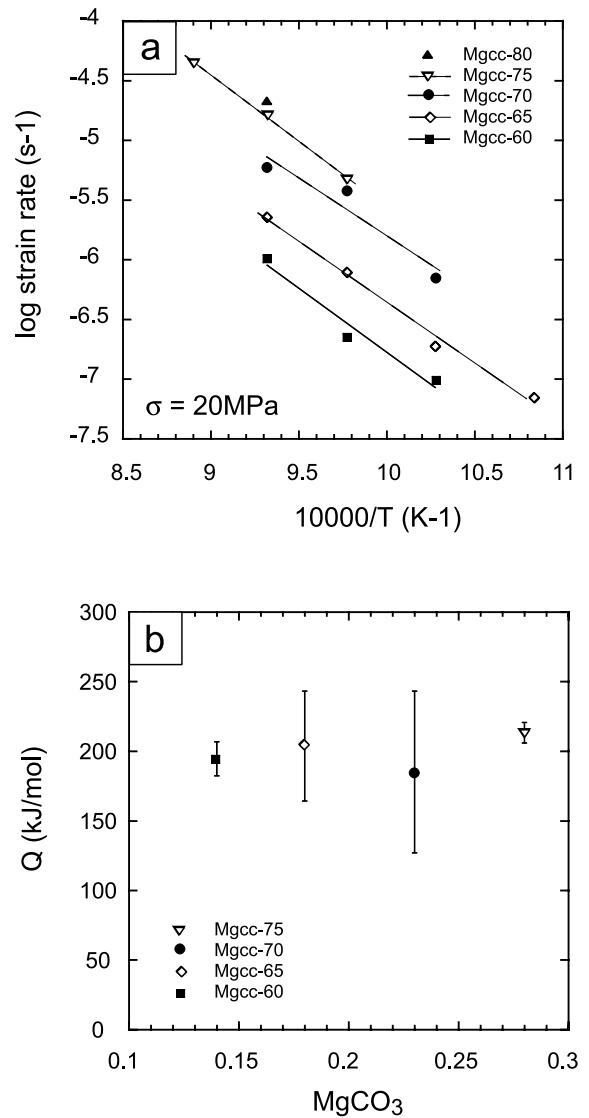 a
-4
-4.5
-5
-5.5
-6
-6.5
-7
-7.5
log strain rate (s-1)
Mgcc-80
Mgcc-75
Mgcc-70
Mgcc-65
Mgcc-60
σ = 20MPa
8.5 9 9.5 10 10.5 11
10000/T (K-1)
b
300
250
200
150
100
50
0
Q (kJ/mol)
Mgcc-75
Mgcc-70
Mgcc-65
Mgcc-60
0.1 0.15 0.2 0.25 0.3
MgCO₃